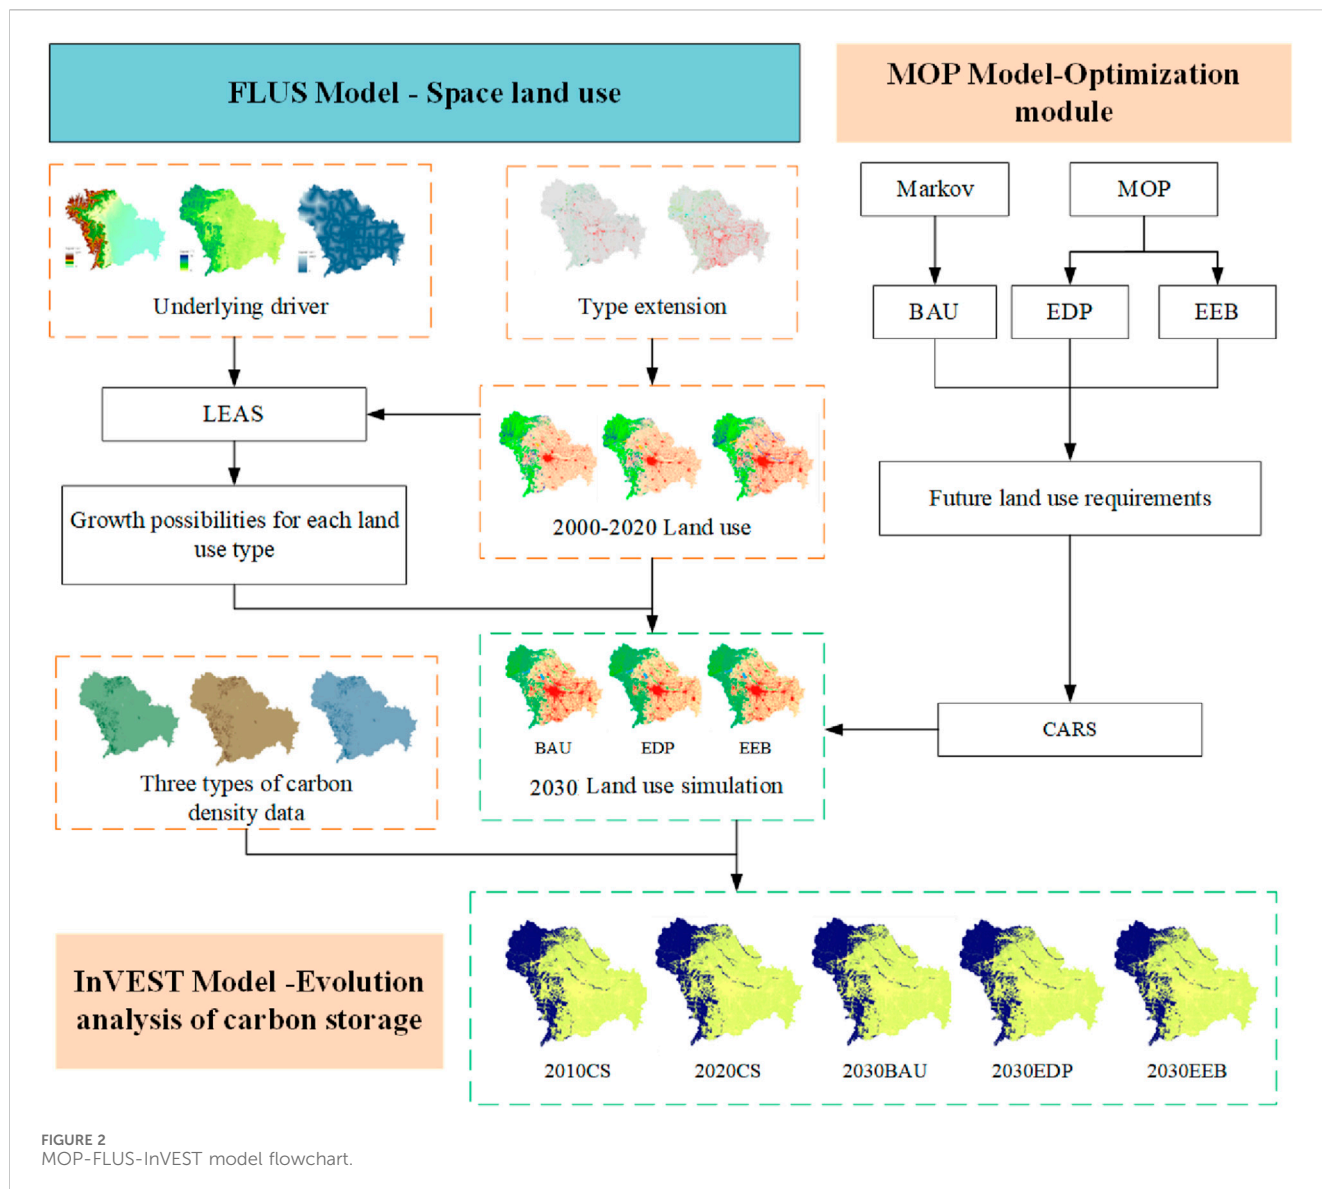 FLUS Model - Space land use
MOP Model-Optimization
module
Underlying driver
Type extension
Markov
MOP
BAU
EDP
EEB
LEAS
Growth possibilities for each land
use type
2000-2020 Land use
Future land use requirements
Three types of carbon
density data
BAU
EDP
EEB
2030 Land use simulation
CARS
InVEST Model -Evolution
analysis of carbon storage
2010CS
2020CS
2030BAU
2030EDP
2030EEB
FIGURE 2
MOP-FLUS-InVEST model flowchart.